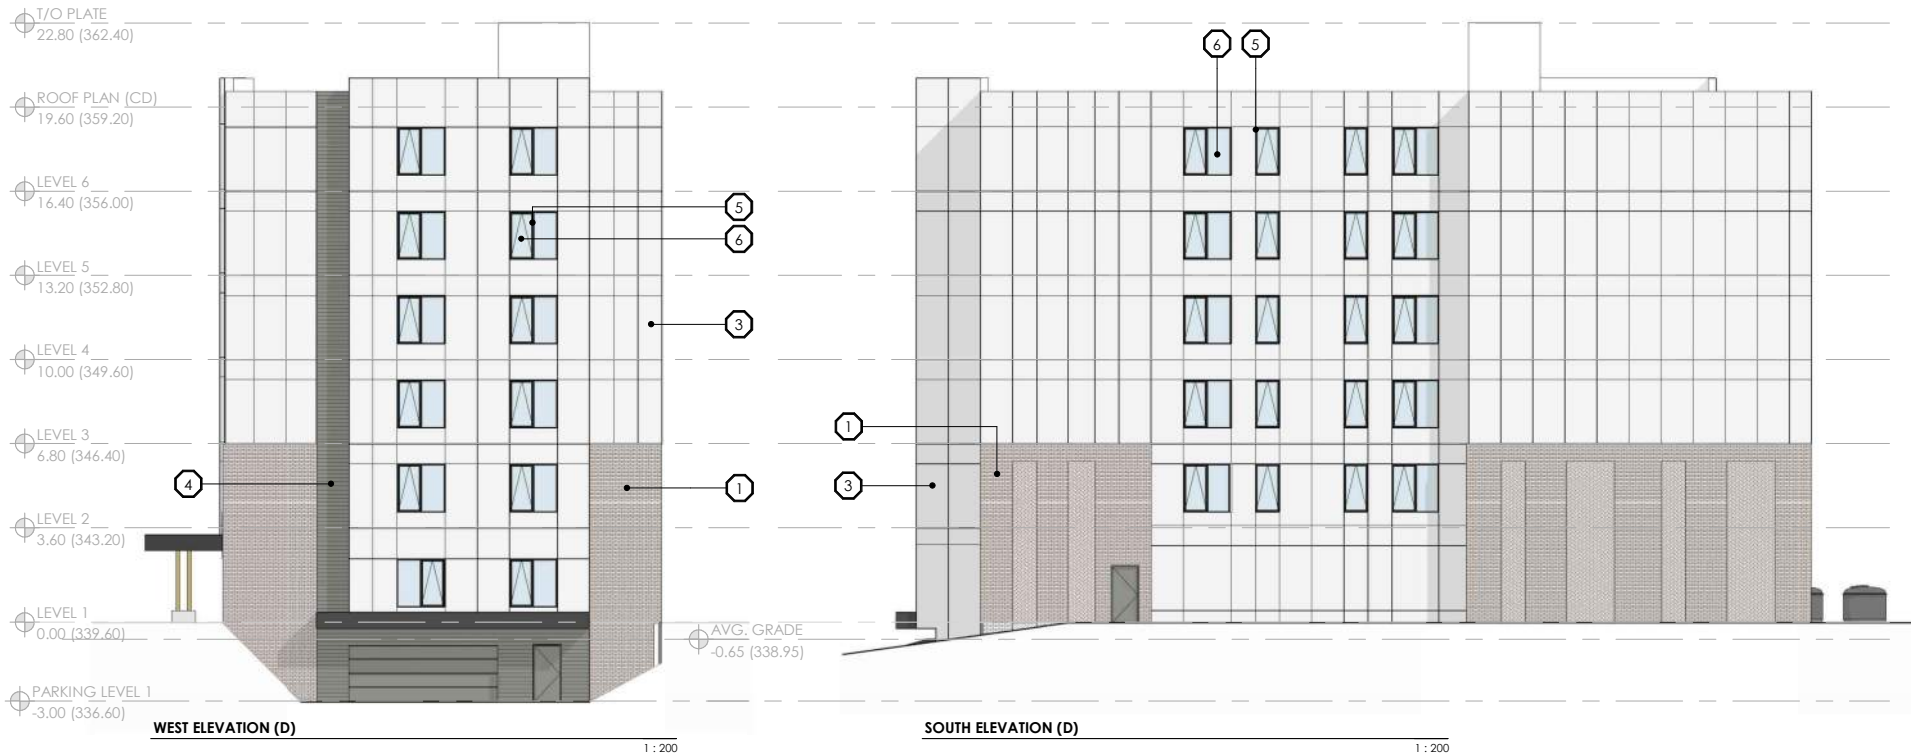 T/O PLATE
22.80 (362.40)
ROOF PLAN (CD)
19.60 (359.20)
LEVEL 6
16.40 (356.00)
LEVEL 5
13.20 (352.80)
LEVEL 4
10.00 (349.60)
LEVEL 3
6.80 (346.40)
LEVEL 2
3.60 (343.20)
LEVEL 1
0.00 (339.60)
PARKING LEVEL 1
-3.00 (336.60)
4
5
6
3
1
AVG. GRADE
-0.65 (338.95)
WEST ELEVATION (D)
1 : 200
6 5
1
3
SOUTH ELEVATION (D)
1 : 200